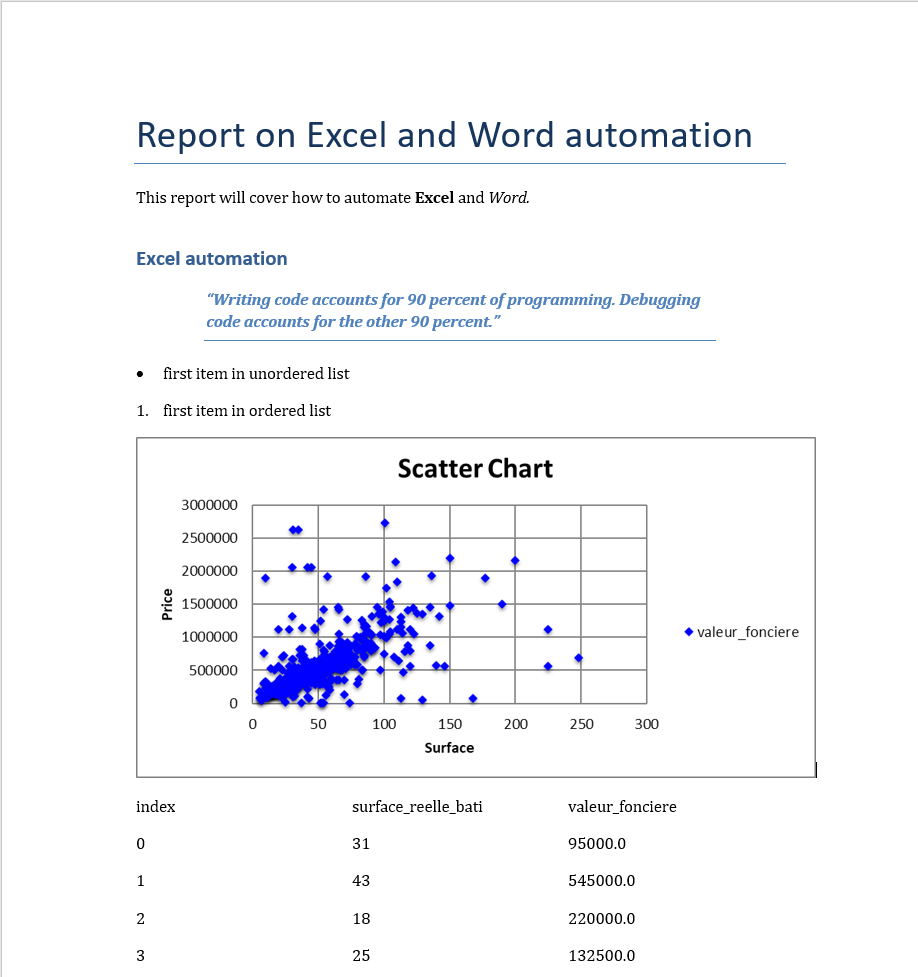 Report on Excel and Word automation
This report will cover how to automate Excel and Word.
Excel automation
“Writing code accounts for 90 percent of programming. Debugging
code accounts for the other 90 percent.”
• first item in unordered list
1. first item in ordered list
Scatter Chart
3000000
2500000
2000000
1500000
1000000
500000
0
Price
0 50 100 150 200 250 300
Surface
valeur_fonciere
index surface_reelle_bati valeur_fonciere
0 31 95000.0
1 43 545000.0
2 18 220000.0
3 25 132500.0